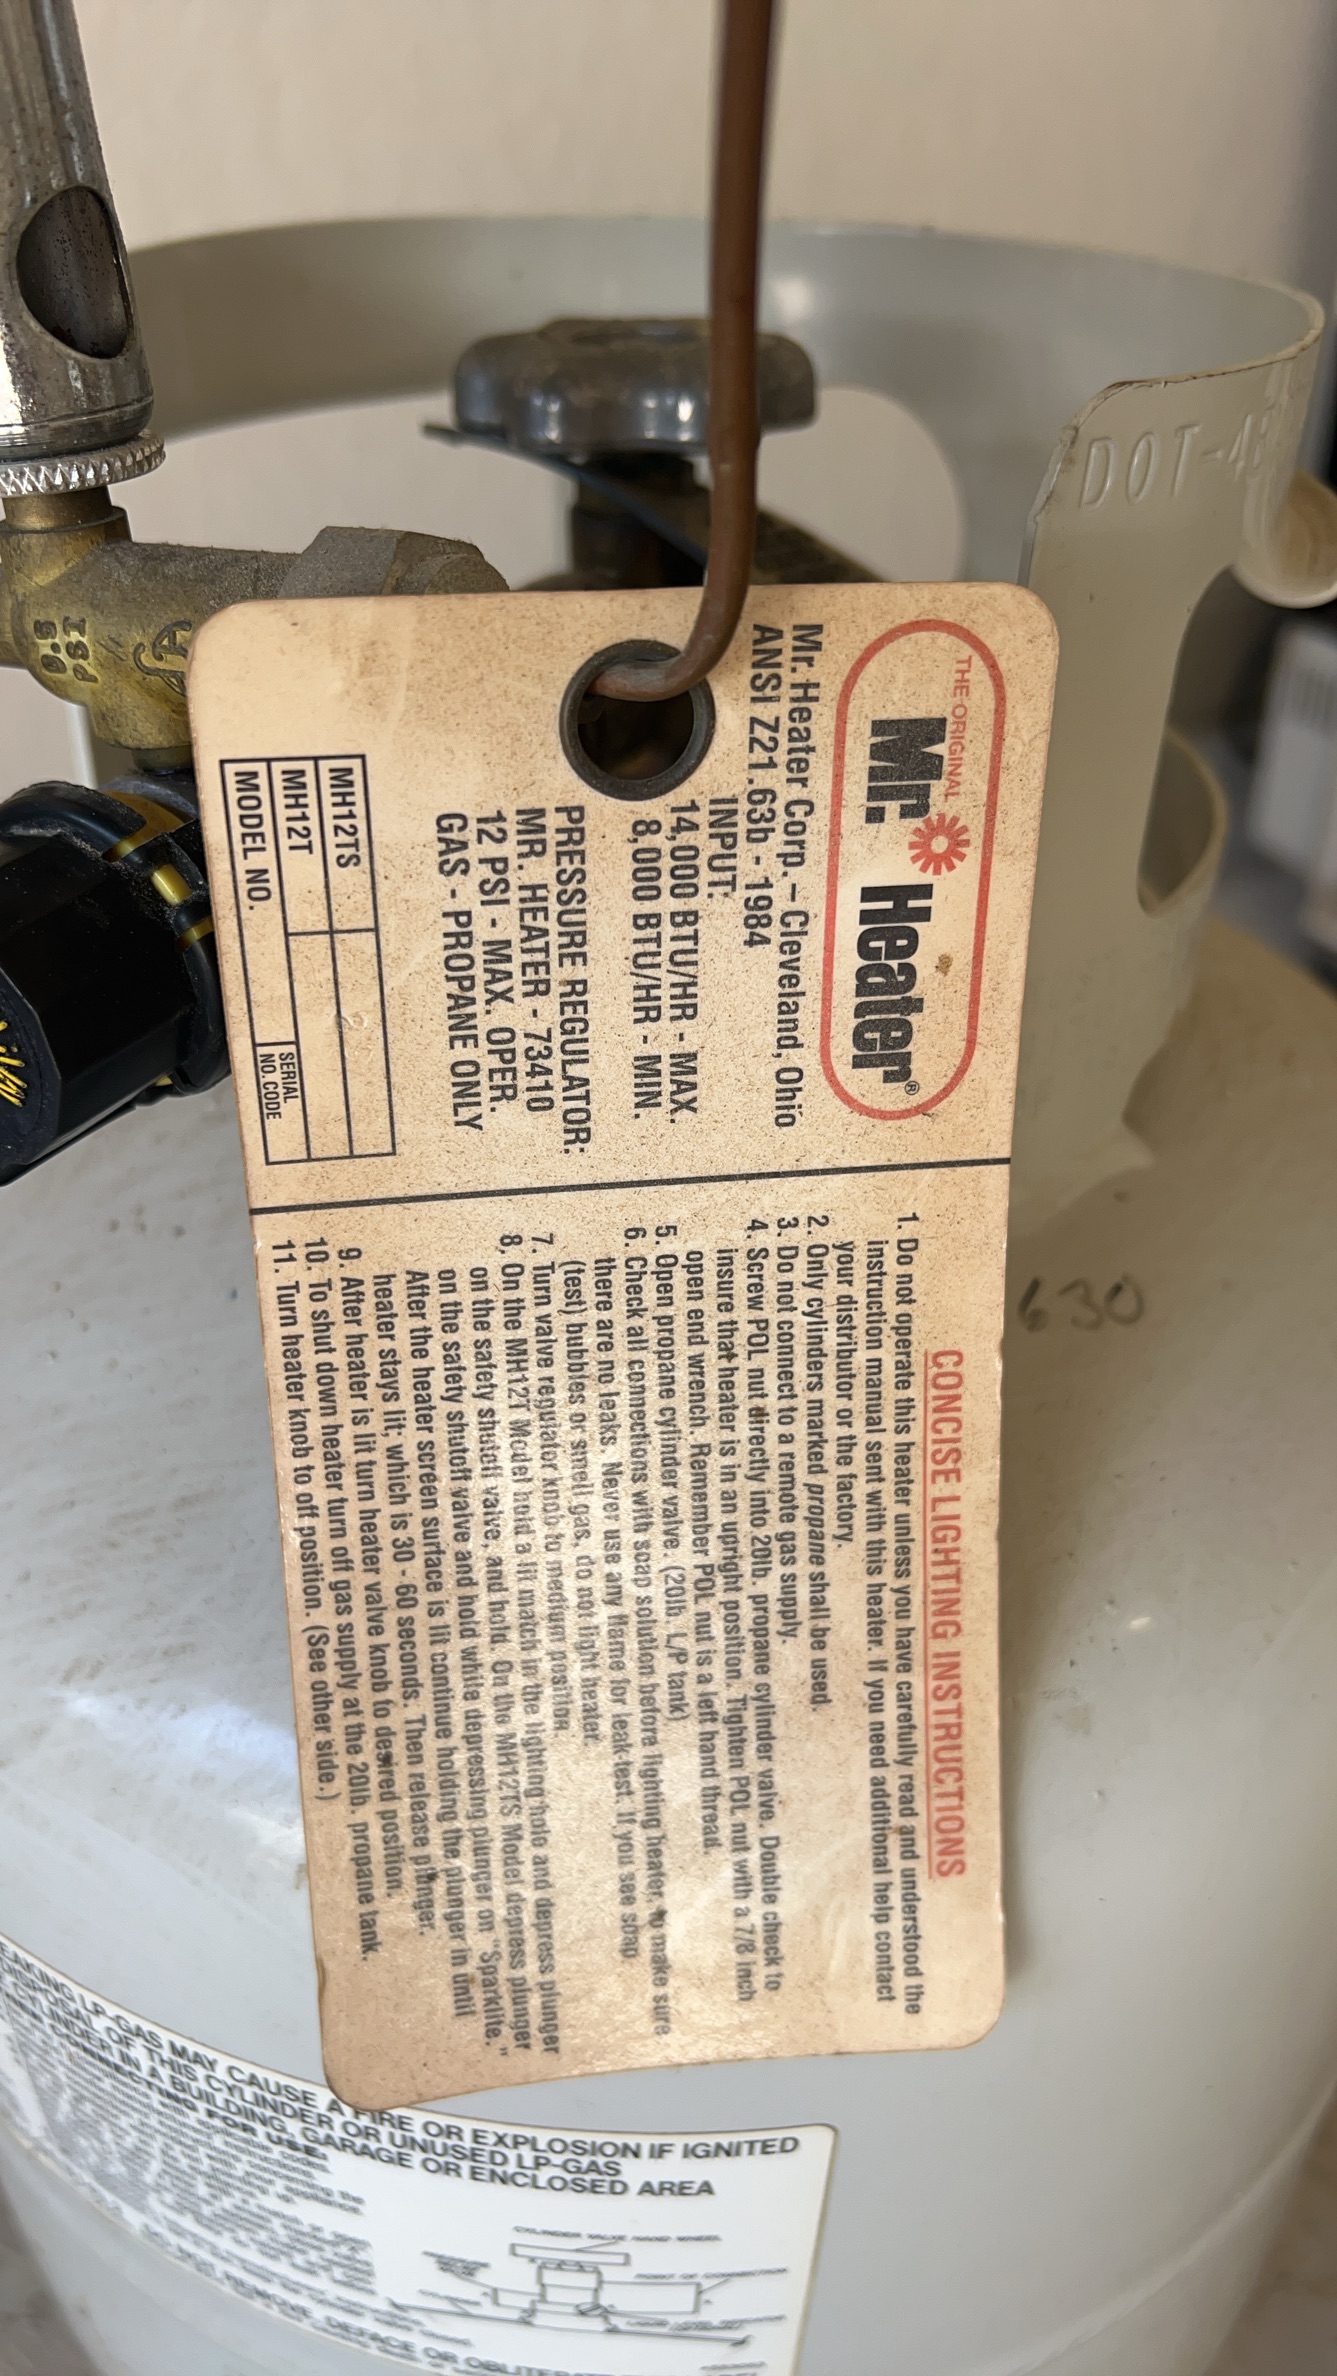 THE ORIGINAL
Mr. Heater®
Mr. Heater Corp. – Cleveland, Ohio
ANSI Z21.63b - 1984
INPUT:
14,000 BTU/HR - MAX.
8,000 BTU/HR - MIN.
PRESSURE REGULATOR:
MR. HEATER - 73410
12 PSI - MAX. OPER.
GAS - PROPANE ONLY
MH12TS
MH12T
MODEL NO.
SERIAL
NO. CODE
CONCISE LIGHTING INSTRUCTIONS
1. Do not operate this heater unless you have carefully read and understood the
instruction manual sent with this heater. If you need additional help contact
your distributor or the factory.
2. Only cylinders marked propane shall be used.
3. Do not connect to a remote gas supply.
4. Screw POL nut directly into 20lb. propane cylinder valve. Double check to
insure that heater is in an upright position. Tighten POL nut with a 7/8 inch
open end wrench. Remember POL nut is a left hand thread.
5. Open propane cylinder valve. (20lb. L/P tank)
6. Check all connections with soap solution before lighting heater, to make sure
there are no leaks. Never use any flame for leak test. If you see soap
(test) bubbles or smell gas, do not light heater.
7. Turn valve regulator knob to medium position.
8. On the MH12T Model hold a lit match in the lighting hole and depress plunger
on the safety shutoff valve, and hold. On the MH12TS Model depress plunger
on the safety shutoff valve and hold while depressing plunger on "Sparklite."
After the heater screen surface is lit continue holding the plunger in until
heater stays lit; which is 30 - 60 seconds. Then release plunger.
9. After heater is lit turn heater valve knob to desired position.
10. To shut down heater turn off gas supply at the 20lb. propane tank.
11. Turn heater knob to off position. (See other side.)
DOT-4
PSI
630
LP-GAS MAY CAUSE A FIRE OR EXPLOSION IF IGNITED
DISPOSAL OF THIS CYLINDER OR UNUSED LP-GAS
CYLINDER IN A BUILDING, GARAGE OR ENCLOSED AREA
FOR USE:
CYLINDER VALVE HAND WHEEL
POINT OF CONNECTION
REMOVE, DEFACE OR